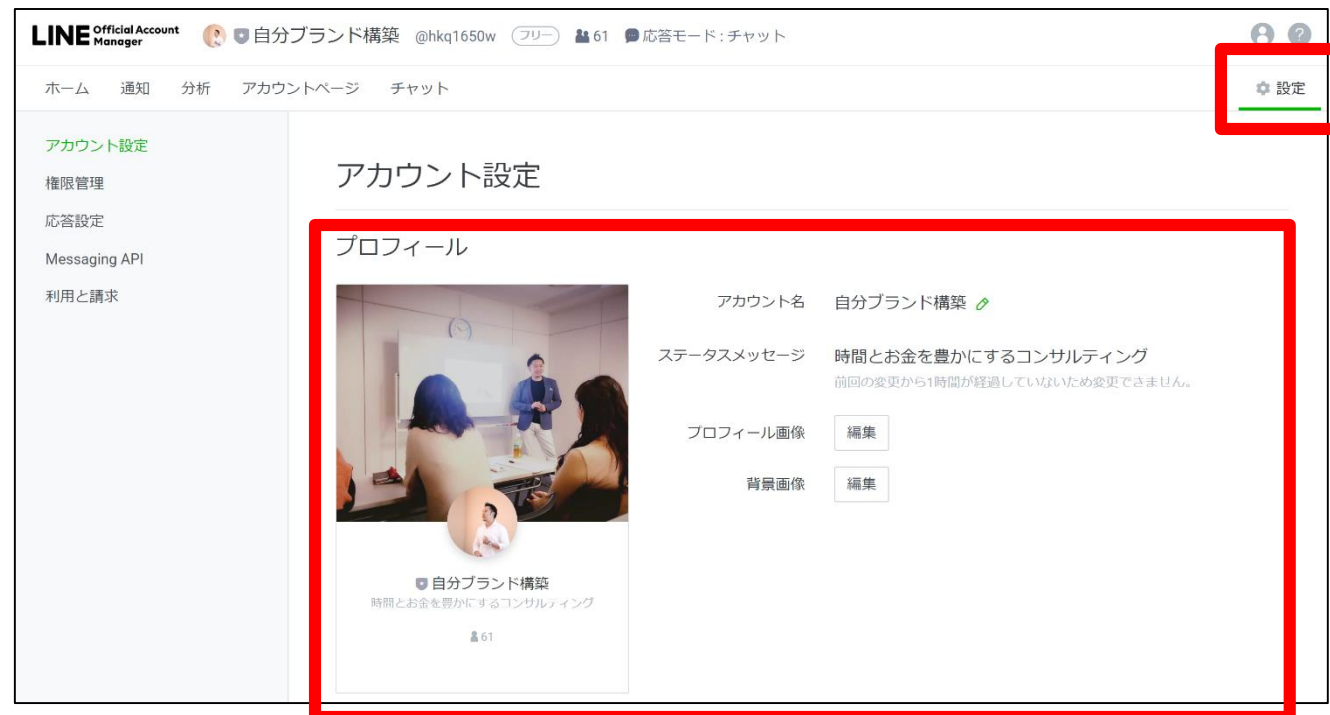 LINE Official Account Manager 自分ブランド構築 @hkq1650w フリー 61 応答モード : チャット
ホーム 通知 分析 アカウントページ チャット 設定
アカウント設定
権限管理
応答設定
Messaging API
利用と請求
アカウント設定
プロフィール
アカウント名 自分ブランド構築
ステータスメッセージ 時間とお金を豊かにするコンサルティング
前回の変更から1時間が経過していないため変更できません。
プロフィール画像 編集
背景画像 編集
自分ブランド構築
時間とお金を豊かにするコンサルティング
61